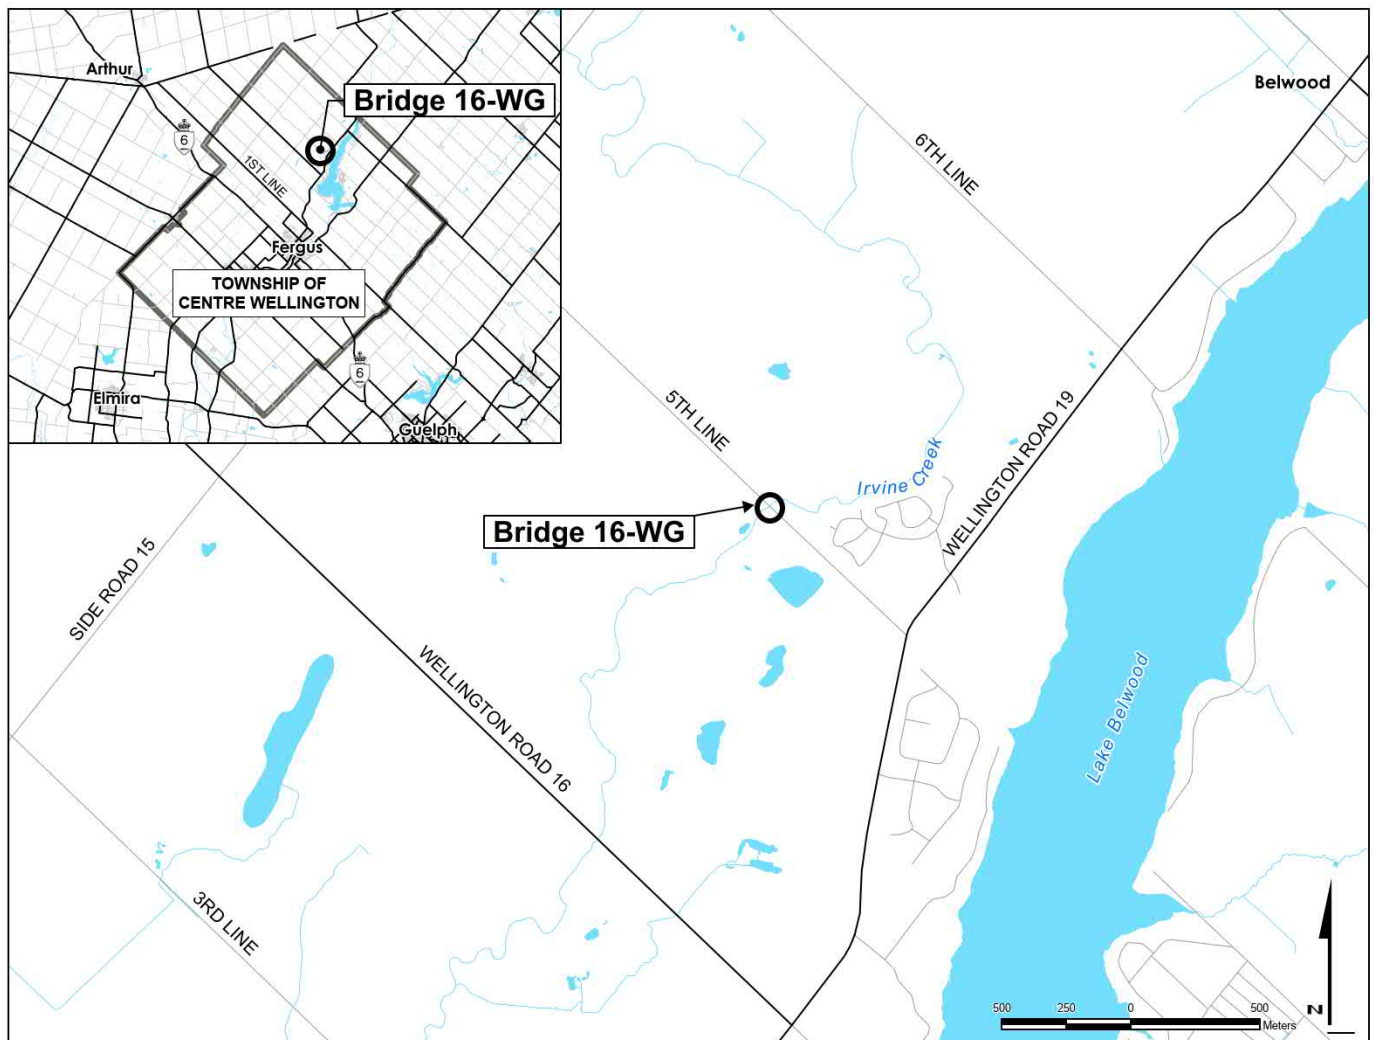 Arthur
Bridge 16-WG
6
1ST LINE
Fergus
TOWNSHIP OF
CENTRE WELLINGTON
6
Elmira
Guelph
Belwood
6TH LINE
5TH LINE
WELLINGTON ROAD 19
Irvine Creek
Bridge 16-WG
SIDE ROAD 15
WELLINGTON ROAD 16
Lake Belwood
3RD LINE
500 250 0 500
Meters
N